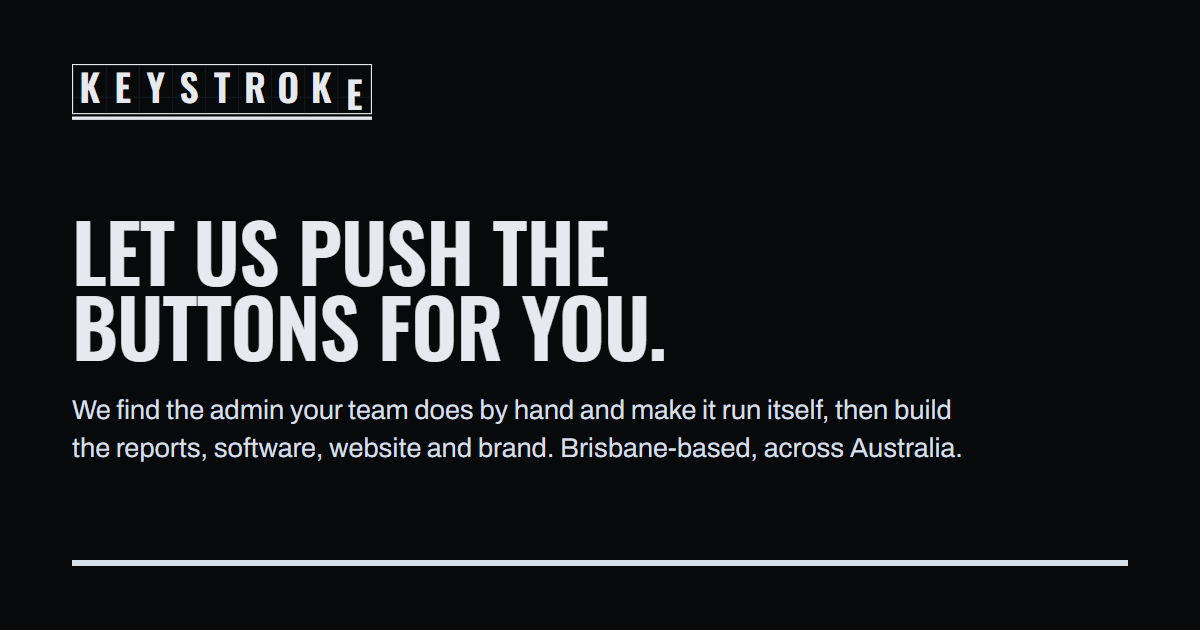 KEYSTROKE
LET US PUSH THE
BUTTONS FOR YOU.
We find the admin your team does by hand and make it run itself, then build
the reports, software, website and brand. Brisbane-based, across Australia.